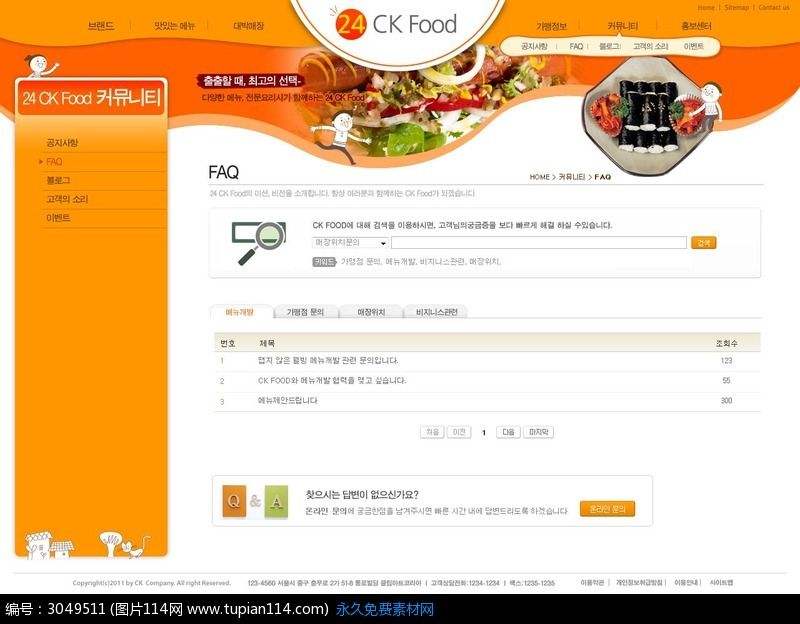 Home | Sitemap | Contact us
브랜드 맛있는 메뉴 대박매장 24 CK Food 가맹정보 커뮤니티 홍보센터
공지사항 | FAQ | 블로그 | 고객의 소리 이벤트
출출할 때, 최고의 선택-
다양한 메뉴, 전문요리사가 함께하는 24 CK Food
24 CK Food 커뮤니티
공지사항
FAQ
블로그
고객의 소리
이벤트
FAQ
HOME > 커뮤니티 > FAQ
24 CK Food의 미션, 비전을 소개합니다. 항상 여러분과 함께하는 CK Food가 되겠습니다
CK FOOD에 대해 검색을 이용하시면, 고객님의궁금증을 보다 빠르게 해결 하실 수있습니다.
매장위치문의 검색
키워드 가맹점 문의, 메뉴개발, 비지니스관련, 매장위치,
메뉴개발 가맹점 문의 매장위치 비지니스관련
번호 제목 조회수
1 맵지 않은 웰빙 메뉴개발 관련 문의입니다. 123
2 CK FOOD와 메뉴개발 협력을 맺고 싶습니다. 55
3 메뉴제안드립니다 300
처음 이전 1 다음 마지막
Q & A
찾으시는 답변이 없으신가요?
온라인 문의에 궁금한점을 남겨주시면 빠른 시간 내에 답변드리도록 하겠습니다
온라인 문의
Copyright(c)2011 by CK Company. All right Reserved. 123-4560 서울시 중구 충무로 2가 51-8 통로빌딩 클립아트코리아 | 고객상담전화:1234-1234 | 팩스:1235-1235 이용약관 | 개인정보취급방침 | 이용안내 | 사이트맵
编号：3049511 (图片114网 www.tupian114.com) 永久免费素材网